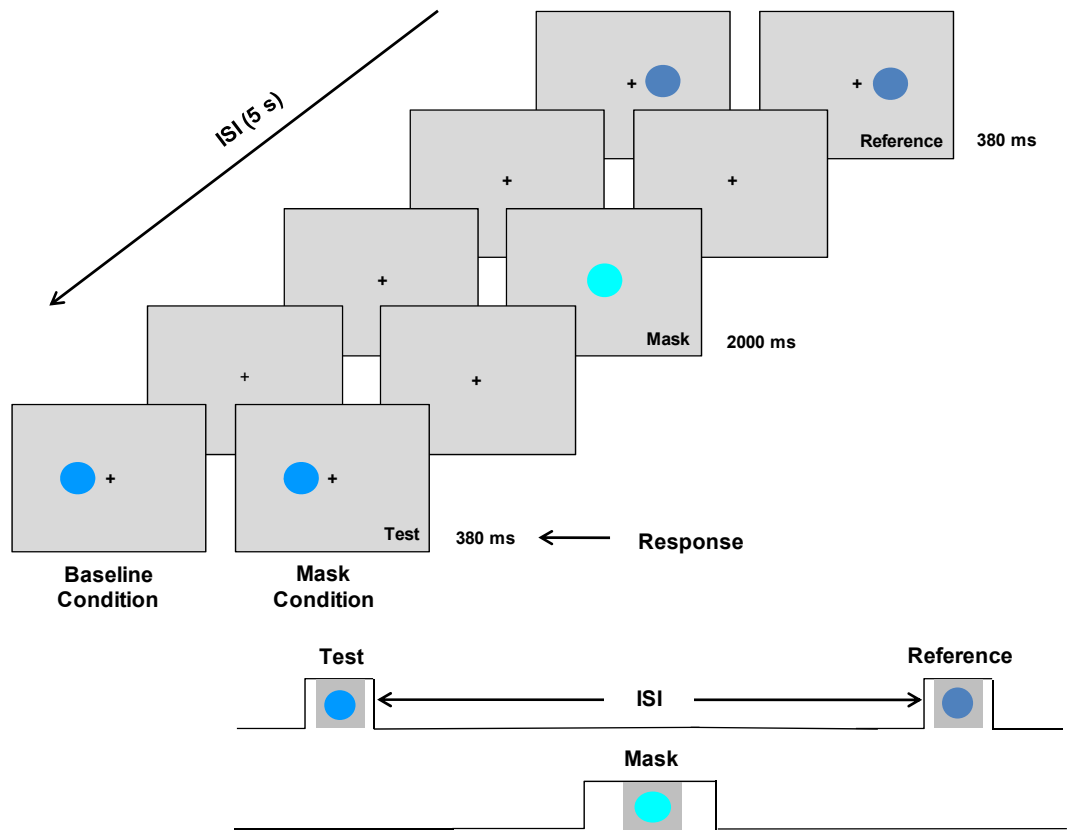 ISI (5 s)
+
+
Reference
380 ms
+
+
+
Mask
2000 ms
+
+
+
+
Test
380 ms
Response
Baseline
Condition
Mask
Condition
Test
Reference
ISI
Mask